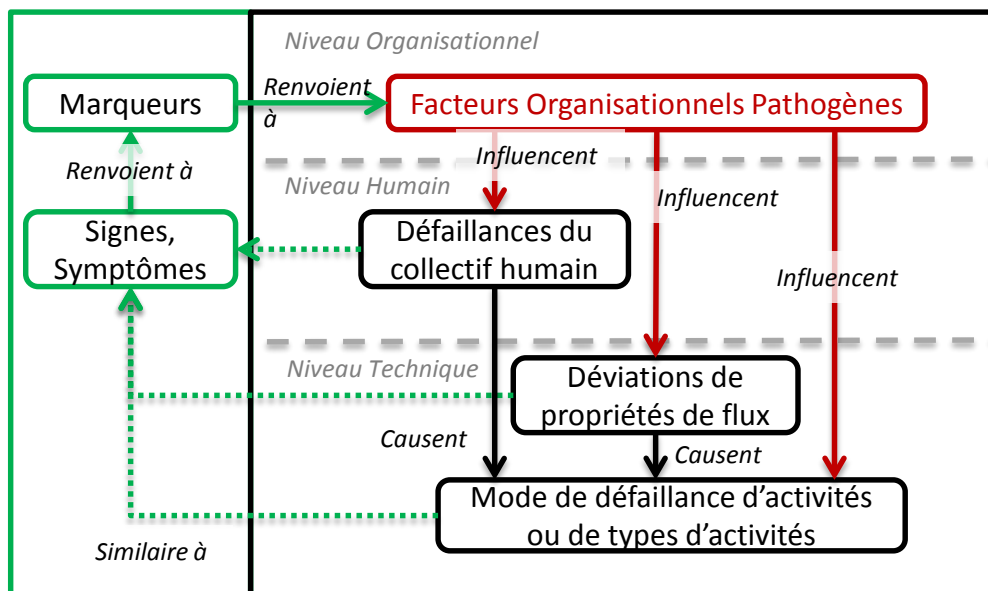 Niveau Organisationnel
Marqueurs
Renvoient
à
Facteurs Organisationnels Pathogènes
Influencent
Renvoient à
Niveau Humain
Influencent
Signes,
Symptômes
Défaillances du
collectif humain
Influencent
Niveau Technique
Déviations de
propriétés de flux
Causent
Causent
Mode de défaillance d’activités
ou de types d’activités
Similaire à